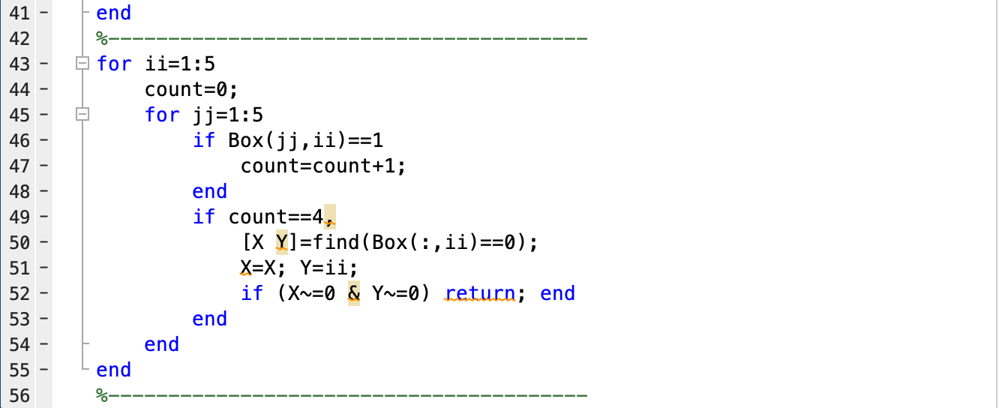 41 - end
42 %----------------------------------------
43 - for ii=1:5
44 - count=0;
45 - for jj=1:5
46 - if Box(jj,ii)==1
47 - count=count+1;
48 - end
49 - if count==4,
50 - [X Y]=find(Box(:,ii)==0);
51 - X=X; Y=ii;
52 - if (X~=0 & Y~=0) return; end
53 - end
54 - end
55 - end
56 %----------------------------------------